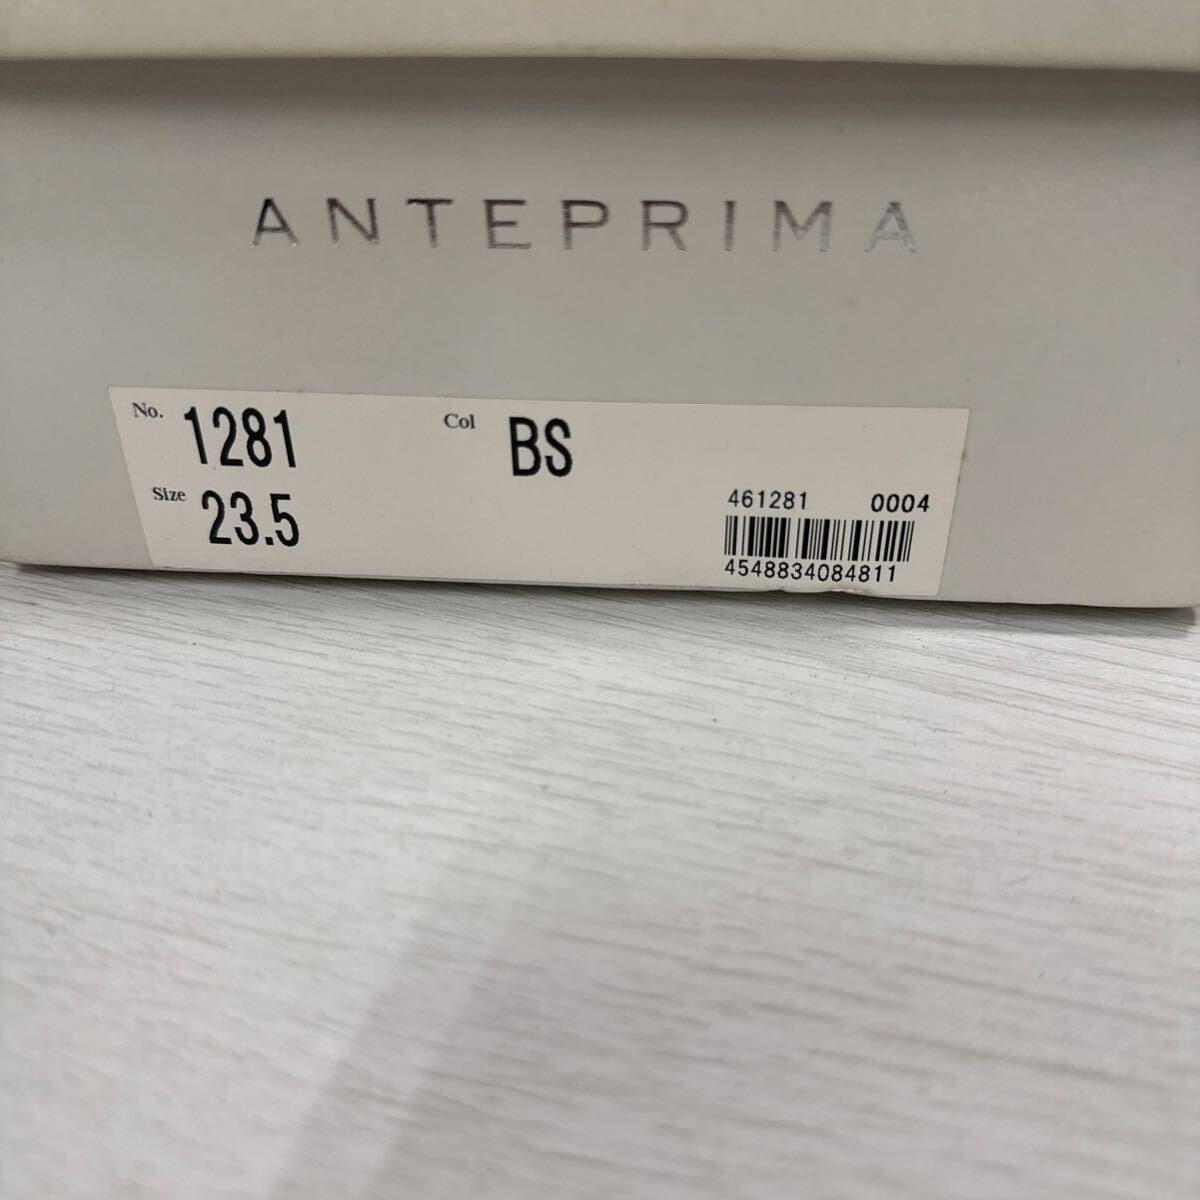 ANTEPRIMA
No. 1281 Col BS
Size 23.5
461281 0004
4548834084811